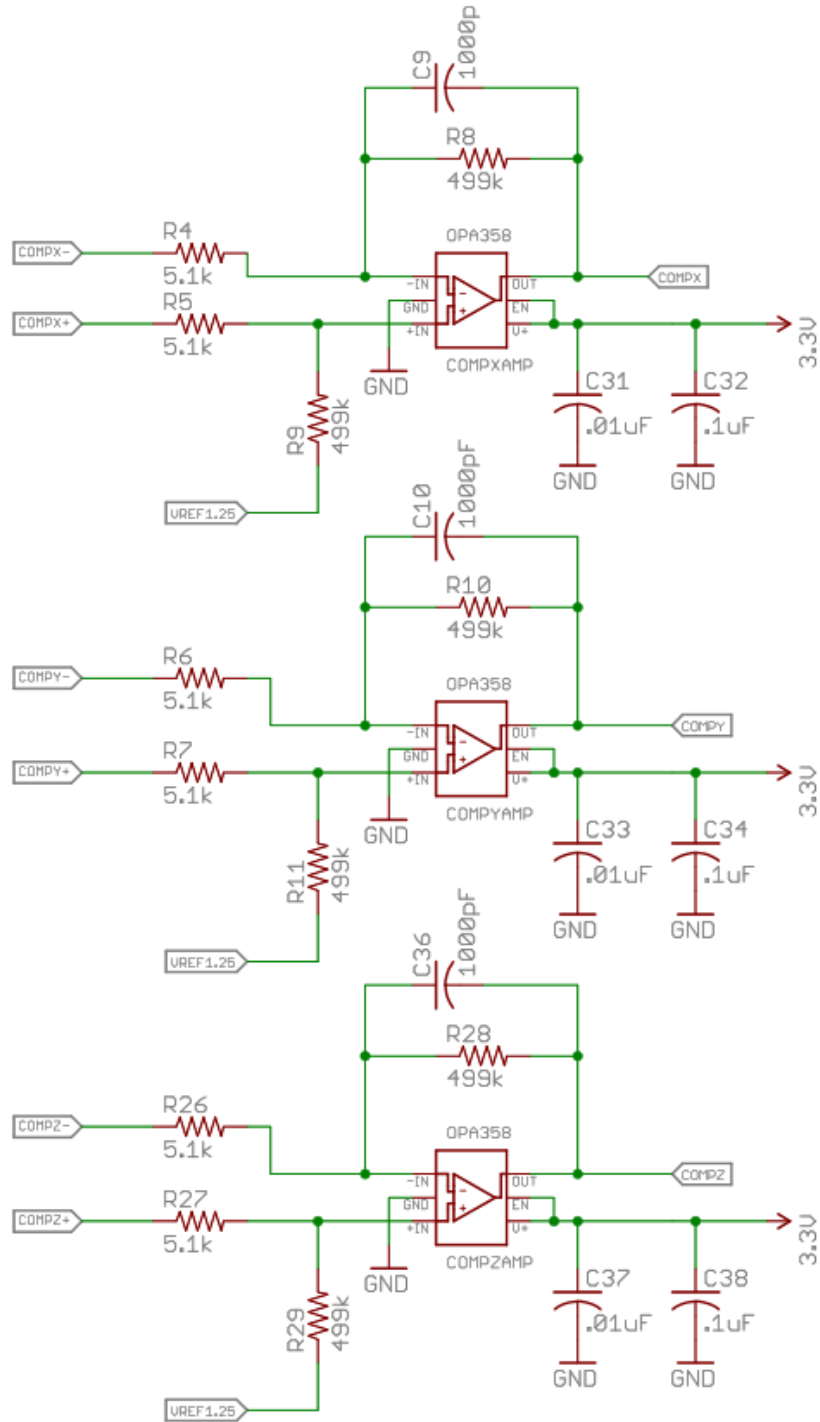 C9
1000p
R8
499k
R4
COMPX-
5.1k
R5
COMPX+
5.1k
OPA358
-IN
GND
+IN
OUT
EN
V+
COMPXAMP
COMPX
3.3V
GND
R9
499k
VREF1.25
C31
.01uF
GND
C32
.1uF
GND
C10
1000pF
R10
499k
R6
COMPY-
5.1k
R7
COMPY+
5.1k
OPA358
-IN
GND
+IN
OUT
EN
V+
COMPYAMP
COMPY
3.3V
GND
R11
499k
VREF1.25
C33
.01uF
GND
C34
.1uF
GND
C36
1000pF
R28
499k
R26
COMPZ-
5.1k
R27
COMPZ+
5.1k
OPA358
-IN
GND
+IN
OUT
EN
V+
COMPZAMP
COMPZ
3.3V
GND
R29
499k
VREF1.25
C37
.01uF
GND
C38
.1uF
GND